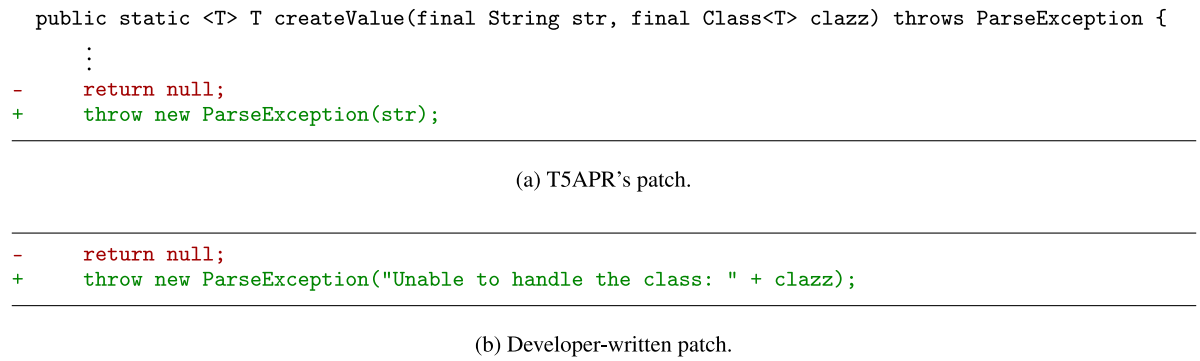 public static <T> T createValue(final String str, final Class<T> clazz) throws ParseException {
⋮
- return null;
+ throw new ParseException(str);
(a) T5APR's patch.
- return null;
+ throw new ParseException("Unable to handle the class: " + clazz);
(b) Developer-written patch.